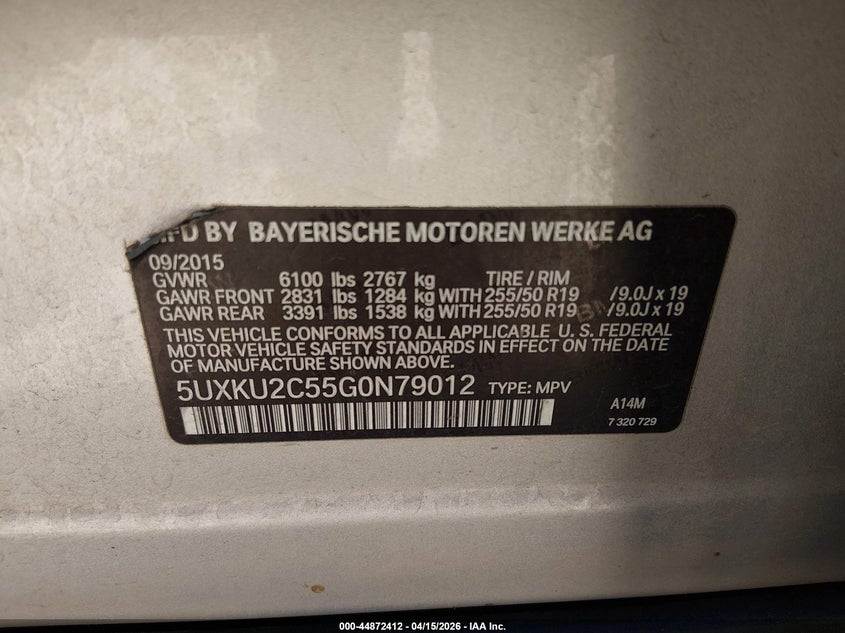 MFD BY BAYERISCHE MOTOREN WERKE AG
09/2015
GVWR 6100 lbs 2767 kg TIRE / RIM
GAWR FRONT 2831 lbs 1284 kg WITH 255/50 R19 /9.0J x 19
GAWR REAR 3391 lbs 1538 kg WITH 255/50 R19 /9.0J x 19
THIS VEHICLE CONFORMS TO ALL APPLICABLE U. S. FEDERAL
MOTOR VEHICLE SAFETY STANDARDS IN EFFECT ON THE DATE
OF MANUFACTURE SHOWN ABOVE.
5UXKU2C55G0N79012 TYPE: MPV
A14M
7 320 729
000-44872412 - 04/15/2026 - IAA Inc.